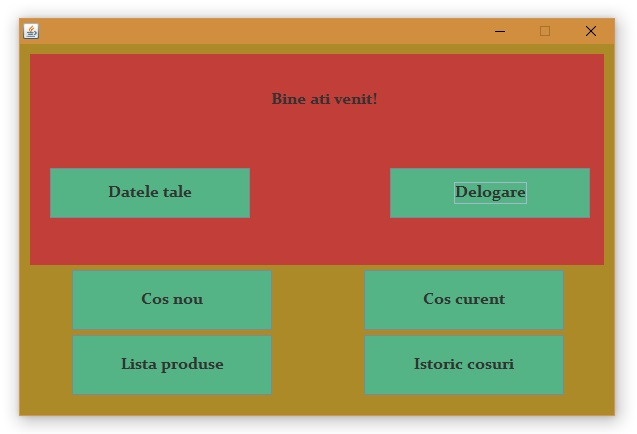 Bine ati venit!
Datele tale
Delogare
Cos nou
Cos curent
Lista produse
Istoric cosuri